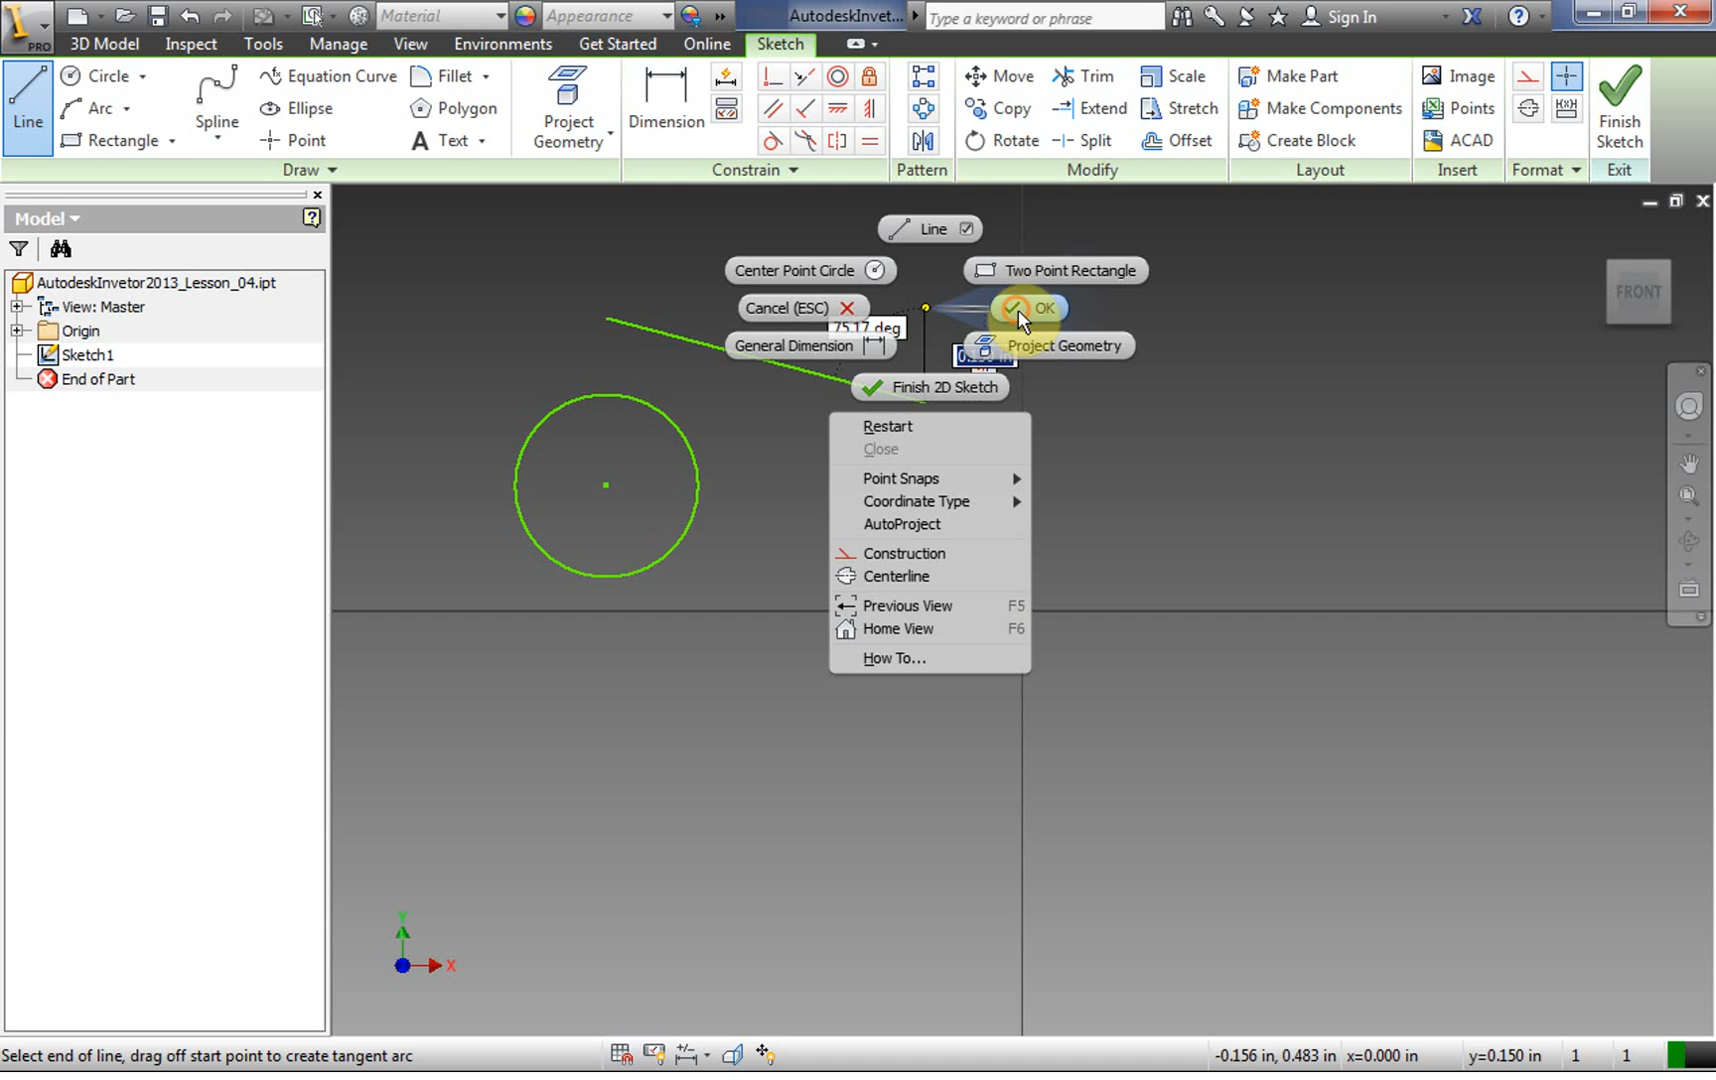 PRO
Material
Appearance
AutodeskInvet...
Type a keyword or phrase
Sign In
3D Model
Inspect
Tools
Manage
View
Environments
Get Started
Online
Sketch
Line
Circle
Arc
Rectangle
Spline
Equation Curve
Ellipse
Point
Fillet
Polygon
Text
Project
Geometry
Dimension
Move
Copy
Rotate
Trim
Extend
Split
Scale
Stretch
Offset
Make Part
Make Components
Create Block
Image
Points
ACAD
Finish
Sketch
Draw
Constrain
Pattern
Modify
Layout
Insert
Format
Exit
Model
AutodeskInvetor2013_Lesson_04.ipt
View: Master
Origin
Sketch1
End of Part
Line
Center Point Circle
Two Point Rectangle
Cancel (ESC)
OK
75.17 deg
General Dimension
Project Geometry
Finish 2D Sketch
Restart
Close
Point Snaps
Coordinate Type
AutoProject
Construction
Centerline
Previous View F5
Home View F6
How To...
FRONT
Y
X
Select end of line, drag off start point to create tangent arc
-0.156 in, 0.483 in x=0.000 in y=0.150 in 1 1